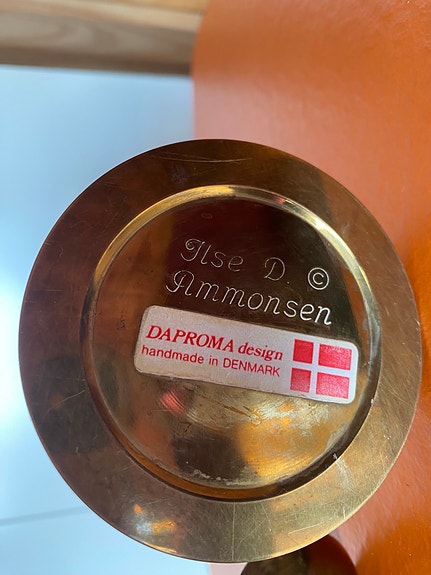 Ilse D. ©
Ammonsen
DAPROMA design
handmade in DENMARK